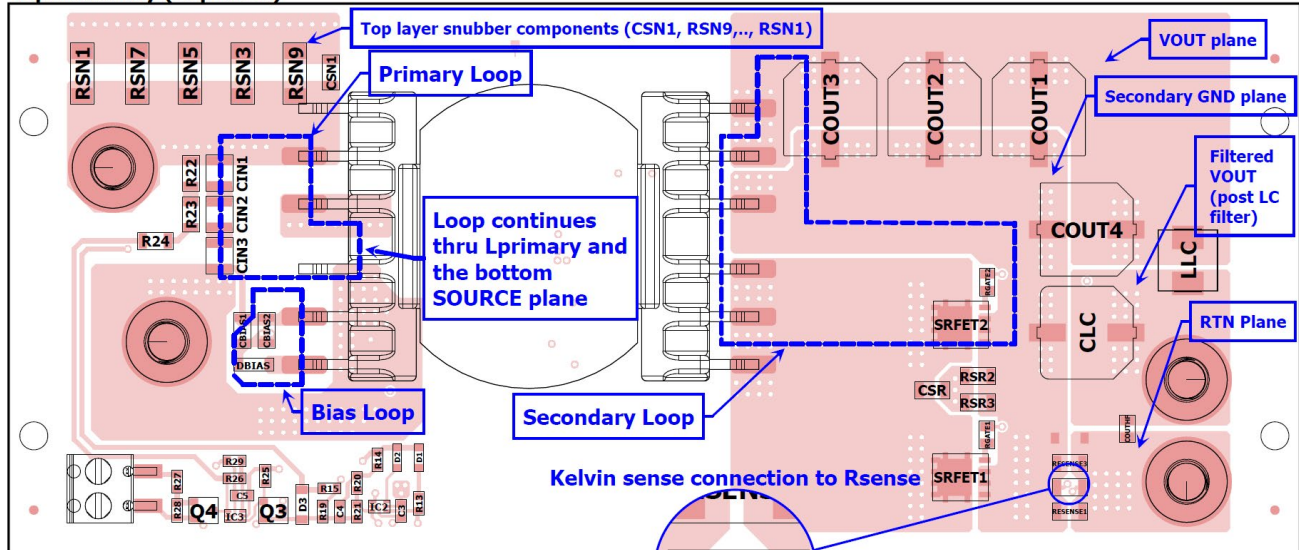 Top layer snubber components (CSN1, RSN9,.., RSN1)
RSN1
RSN7
RSN5
RSN3
RSN9
CSN1
Primary Loop
R22
R23
R24
CIN1
CIN2
CIN3
Loop continues
thru Lprimary and
the bottom
SOURCE plane
CBIAS1
CBIAS2
DBIAS
Bias Loop
Secondary Loop
COUT3
COUT2
COUT1
VOUT plane
Secondary GND plane
Filtered
VOUT
(post LC
filter)
COUT4
LLC
CLC
RTN Plane
RGATE2
SRFET2
CSR
RSR2
RSR3
RGATE1
SRFET1
COUTHF
RESENSE3
RESENSE1
Kelvin sense connection to Rsense
R29
R26
R25
R27
R28
C5
Q4
IC3
Q3
D3
R15
R19
C4
R21
R20
R14
D2
D1
IC2
C3
R13